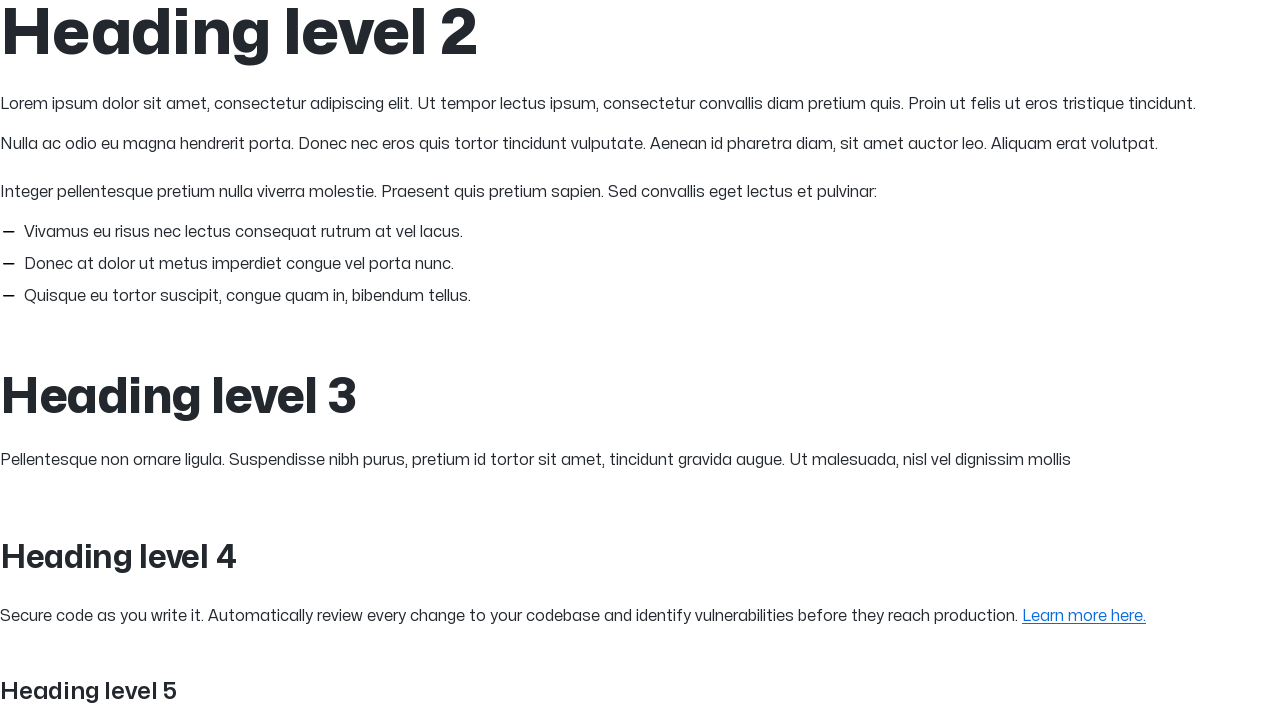 Heading level 2
Lorem ipsum dolor sit amet, consectetur adipiscing elit. Ut tempor lectus ipsum, consectetur convallis diam pretium quis. Proin ut felis ut eros tristique tincidunt.
Nulla ac odio eu magna hendrerit porta. Donec nec eros quis tortor tincidunt vulputate. Aenean id pharetra diam, sit amet auctor leo. Aliquam erat volutpat.
Integer pellentesque pretium nulla viverra molestie. Praesent quis pretium sapien. Sed convallis eget lectus et pulvinar:
— Vivamus eu risus nec lectus consequat rutrum at vel lacus.
— Donec at dolor ut metus imperdiet congue vel porta nunc.
— Quisque eu tortor suscipit, congue quam in, bibendum tellus.
Heading level 3
Pellentesque non ornare ligula. Suspendisse nibh purus, pretium id tortor sit amet, tincidunt gravida augue. Ut malesuada, nisl vel dignissim mollis
Heading level 4
Secure code as you write it. Automatically review every change to your codebase and identify vulnerabilities before they reach production. Learn more here.
Heading level 5